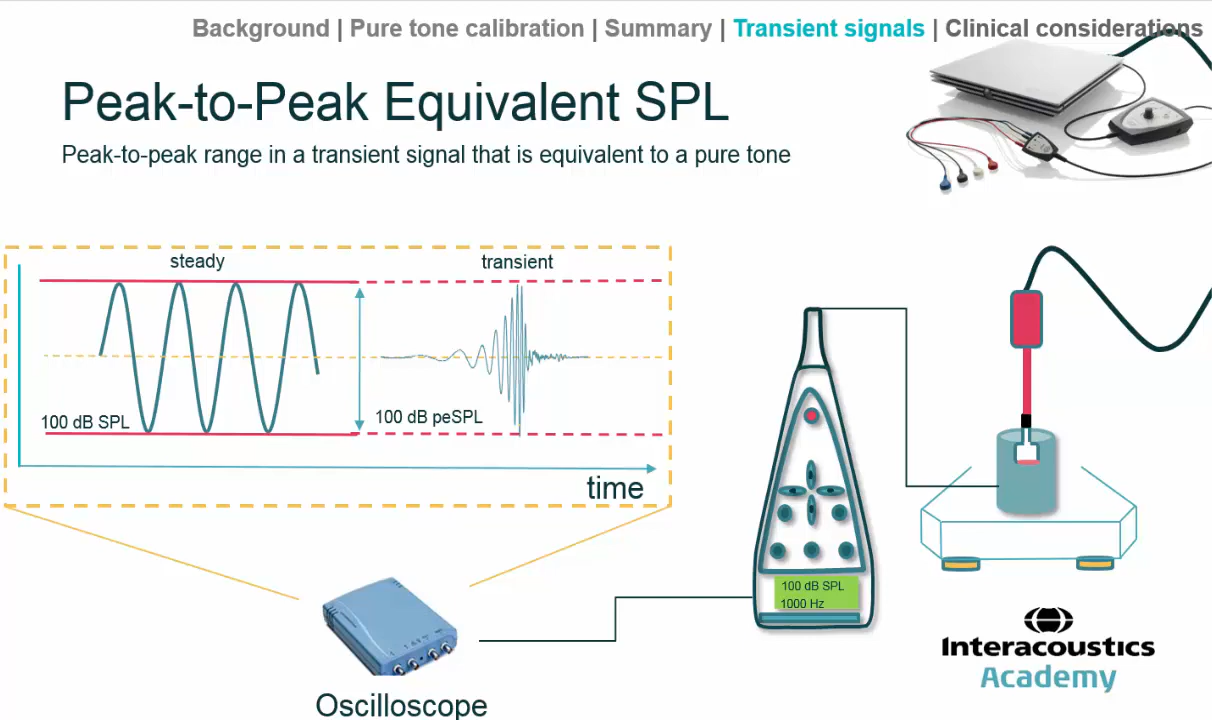 Background | Pure tone calibration | Summary | Transient signals | Clinical considerations
Peak-to-Peak Equivalent SPL
Peak-to-peak range in a transient signal that is equivalent to a pure tone
steady
transient
100 dB SPL
100 dB peSPL
time
100 dB SPL
1000 Hz
Oscilloscope
Interacoustics
Academy